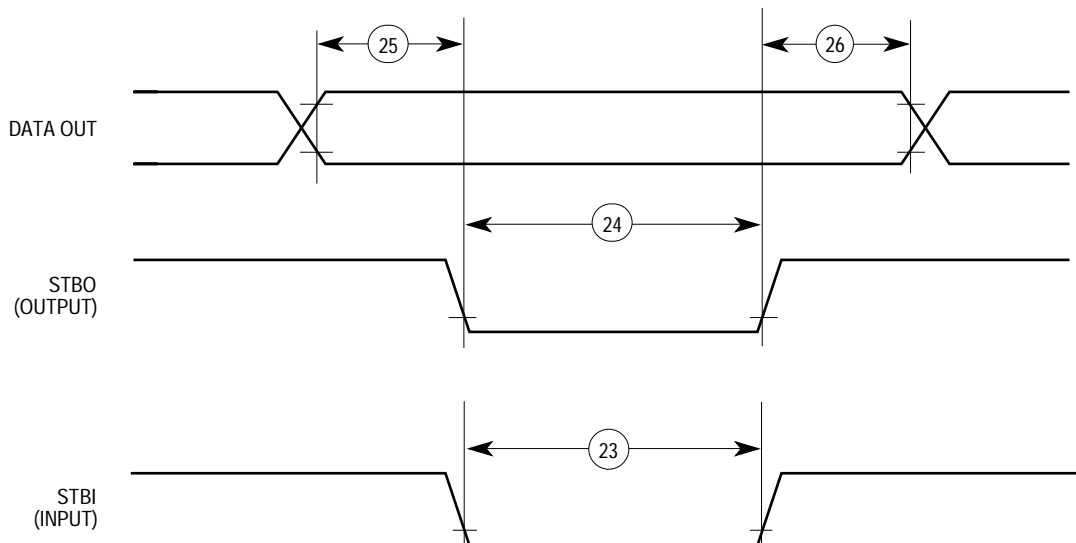 25
26
DATA OUT
24
STBO
(OUTPUT)
23
STBI
(INPUT)